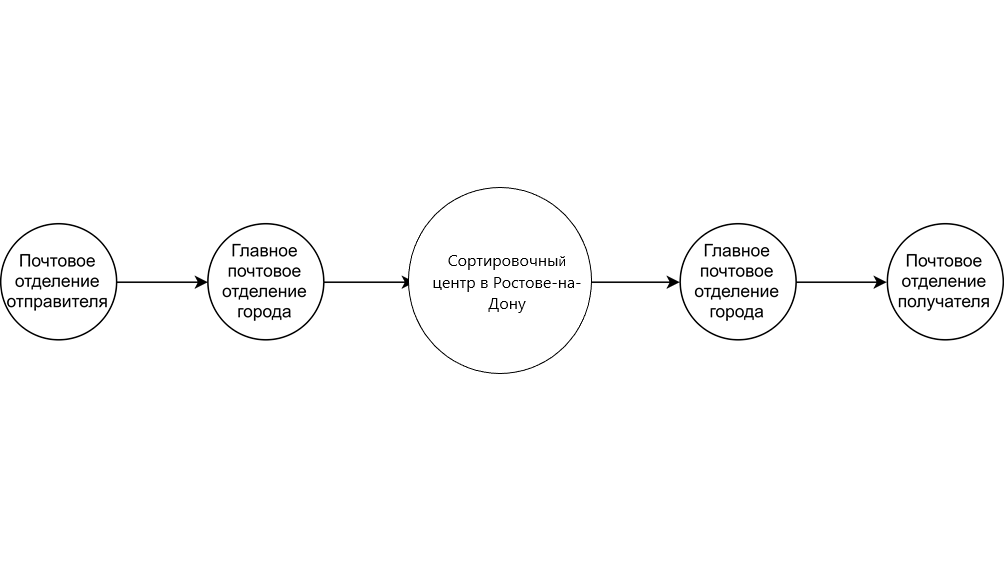 Почтовое
отделение
отправителя
Главное
почтовое
отделение
города
Сортировочный
центр в Ростове-на-
Дону
Главное
почтовое
отделение
города
Почтовое
отделение
получателя